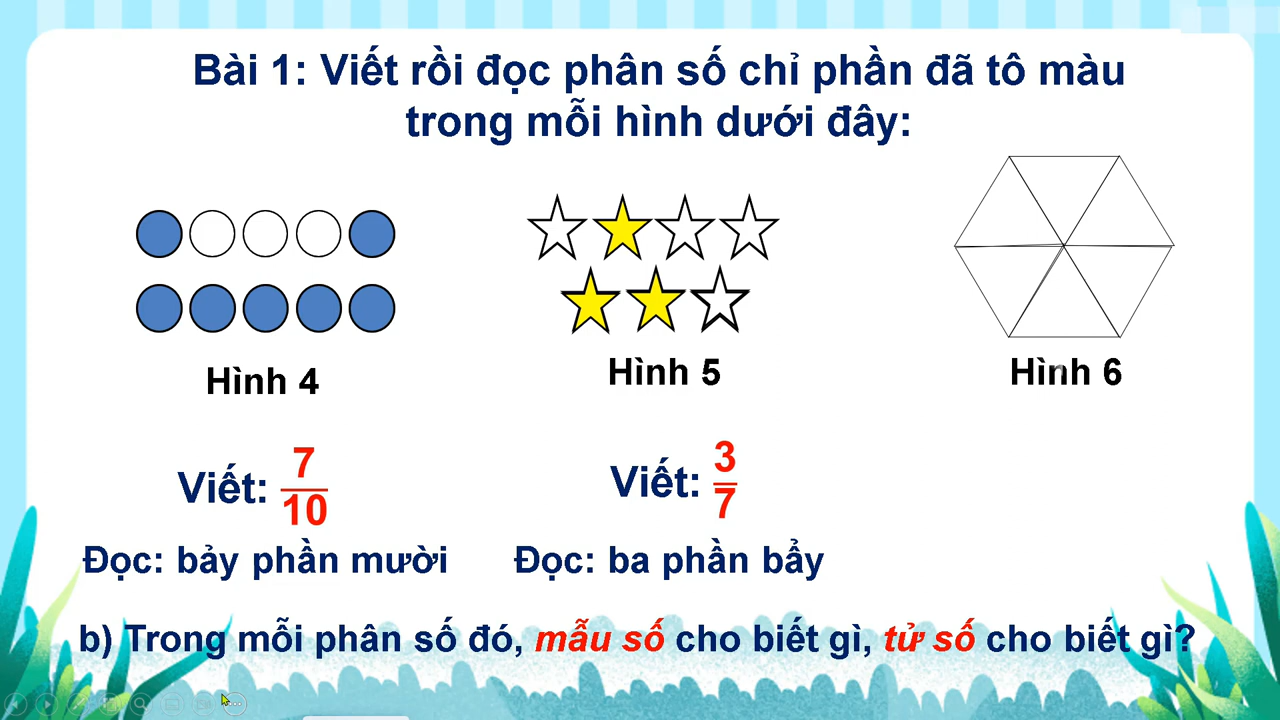 Bài 1: Viết rồi đọc phân số chỉ phần đã tô màu
trong mỗi hình dưới đây:
Hình 4
Hình 5
Hình 6
Viết: 7/10
Viết: 3/7
Đọc: bảy phần mười
Đọc: ba phần bẩy
b) Trong mỗi phân số đó, mẫu số cho biết gì, tử số cho biết gì?